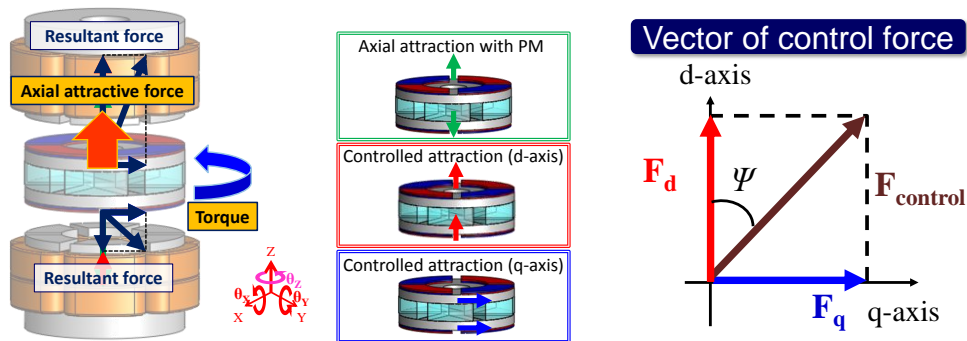 Resultant force
Axial attractive force
Torque
Resultant force
Z
θZ
θX
θY
X
Y
Axial attraction with PM
Controlled attraction (d-axis)
Controlled attraction (q-axis)
Vector of control force
d-axis
Fd
Ψ
Fcontrol
Fq
q-axis